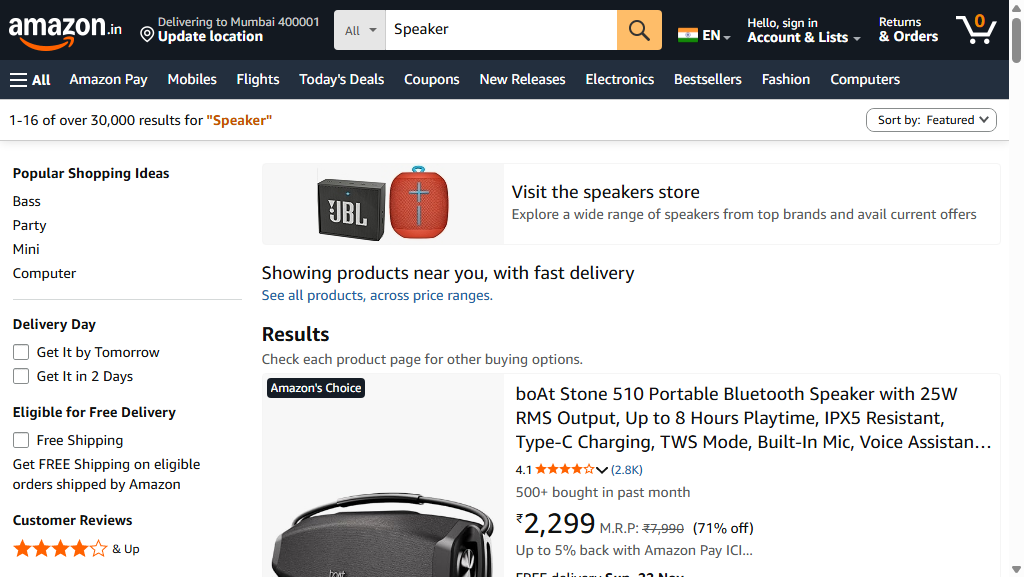 amazon.in
Delivering to Mumbai 400001
Update location
All
Speaker
EN
Hello, sign in
Account & Lists
Returns
& Orders
0
All
Amazon Pay
Mobiles
Flights
Today's Deals
Coupons
New Releases
Electronics
Bestsellers
Fashion
Computers
1-16 of over 30,000 results for "Speaker"
Sort by: Featured
Popular Shopping Ideas
Bass
Party
Mini
Computer
Delivery Day
Get It by Tomorrow
Get It in 2 Days
Eligible for Free Delivery
Free Shipping
Get FREE Shipping on eligible
orders shipped by Amazon
Customer Reviews
& Up
JBL
Visit the speakers store
Explore a wide range of speakers from top brands and avail current offers
Showing products near you, with fast delivery
See all products, across price ranges.
Results
Check each product page for other buying options.
Amazon's Choice
boAt
boAt Stone 510 Portable Bluetooth Speaker with 25W
RMS Output, Up to 8 Hours Playtime, IPX5 Resistant,
Type-C Charging, TWS Mode, Built-In Mic, Voice Assistan…
4.1 (2.8K)
500+ bought in past month
₹2,299 M.R.P: ₹7,990 (71% off)
Up to 5% back with Amazon Pay ICI…
FREE delivery Sun, 23 Nov